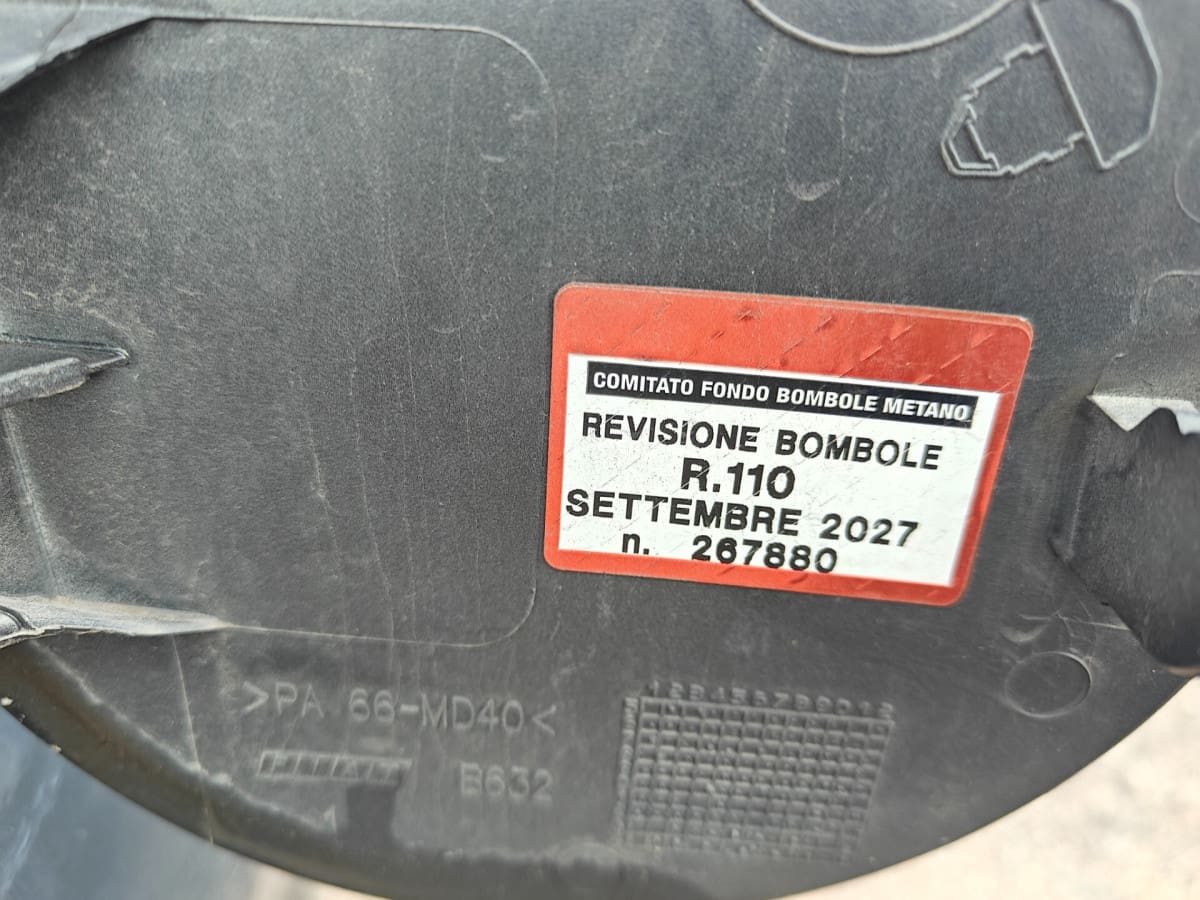 COMITATO FONDO BOMBOLE METANO
REVISIONE BOMBOLE
R.110
SETTEMBRE 2027
n. 267880
>PA 66-MD40<
B632